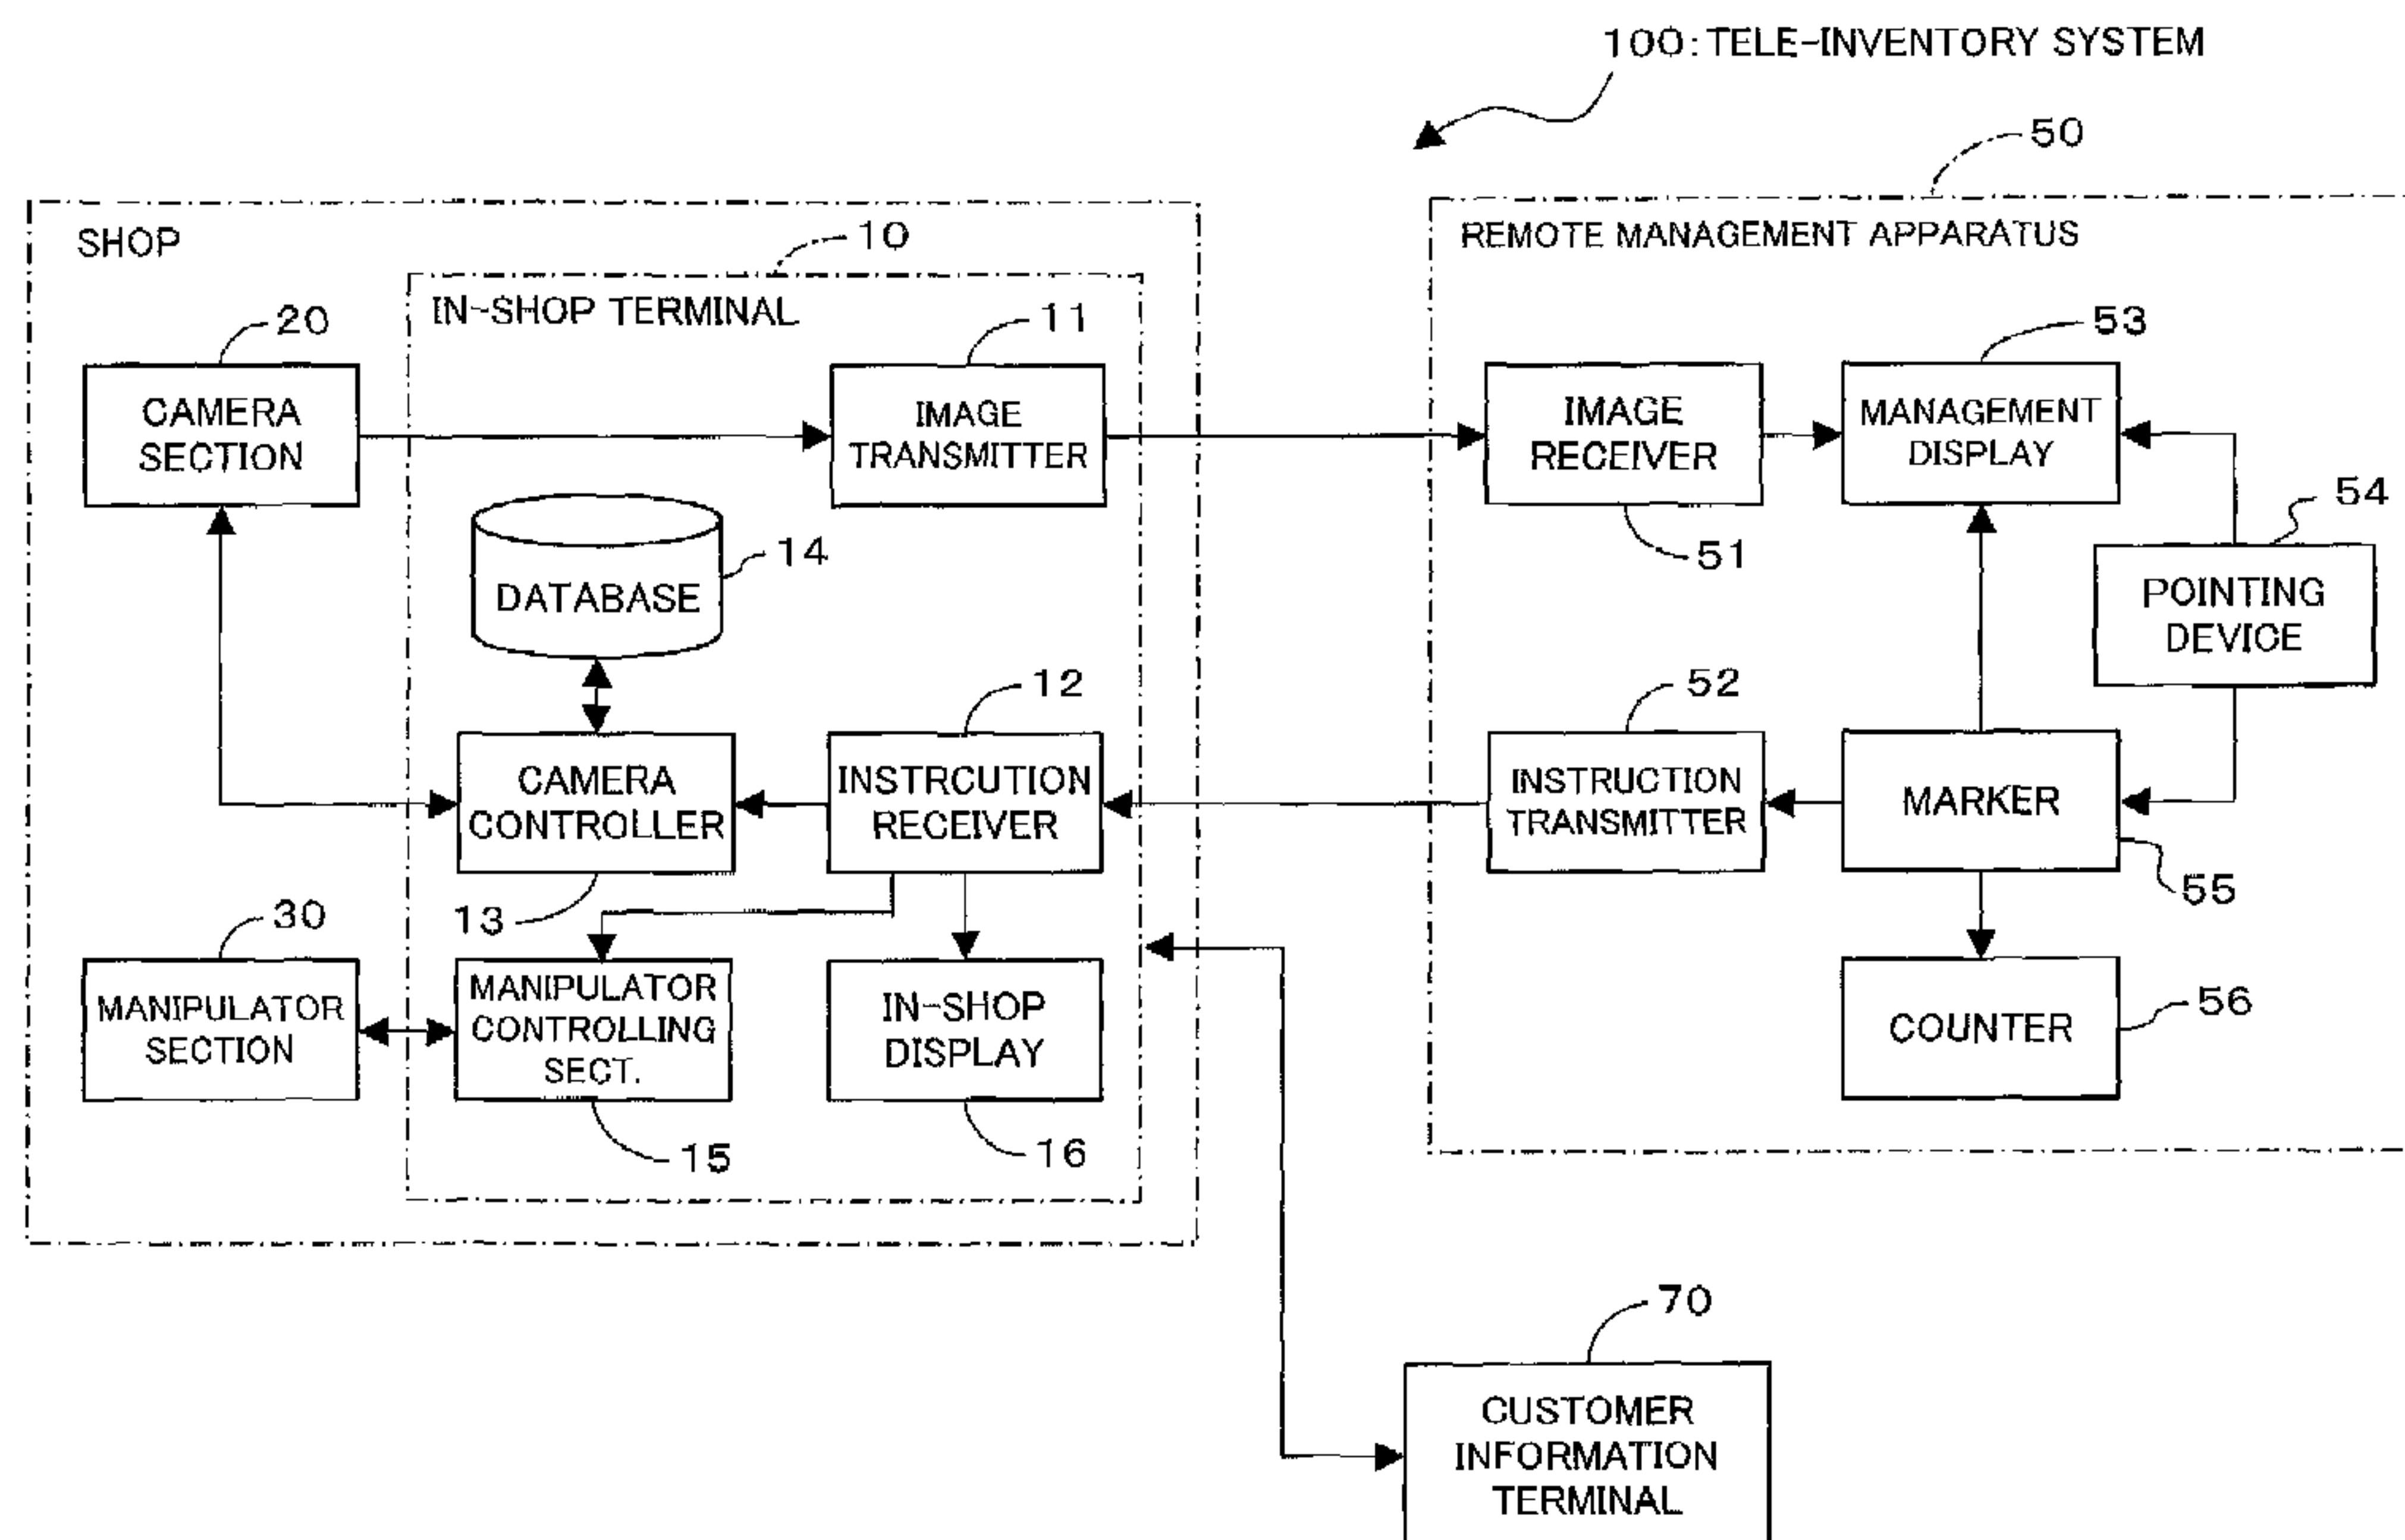 100:TELE-INVENTORY SYSTEM
50
SHOP
10
IN-SHOP TERMINAL
REMOTE MANAGEMENT APPARATUS
20
11
53
CAMERA
SECTION
IMAGE
TRANSMITTER
IMAGE
RECEIVER
MANAGEMENT
DISPLAY
54
51
14
DATABASE
POINTING
DEVICE
12
52
CAMERA
CONTROLLER
INSTRCUTION
RECEIVER
INSTRUCTION
TRANSMITTER
MARKER
55
13
30
MANIPULATOR
SECTION
MANIPULATOR
CONTROLLING
SECT.
IN-SHOP
DISPLAY
COUNTER
56
15
16
70
CUSTOMER
INFORMATION
TERMINAL